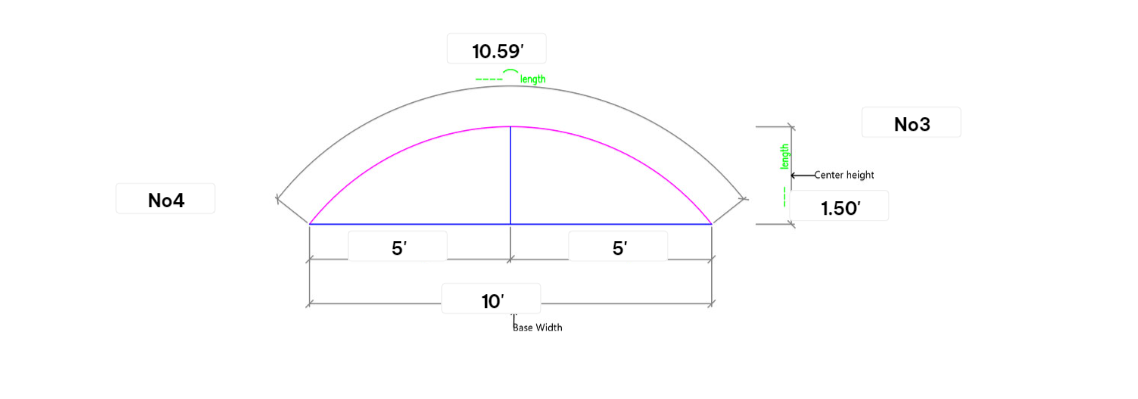 10.59'
---- length
No3
length
----
Center height
No4
1.50'
5'
5'
10'
Base Width